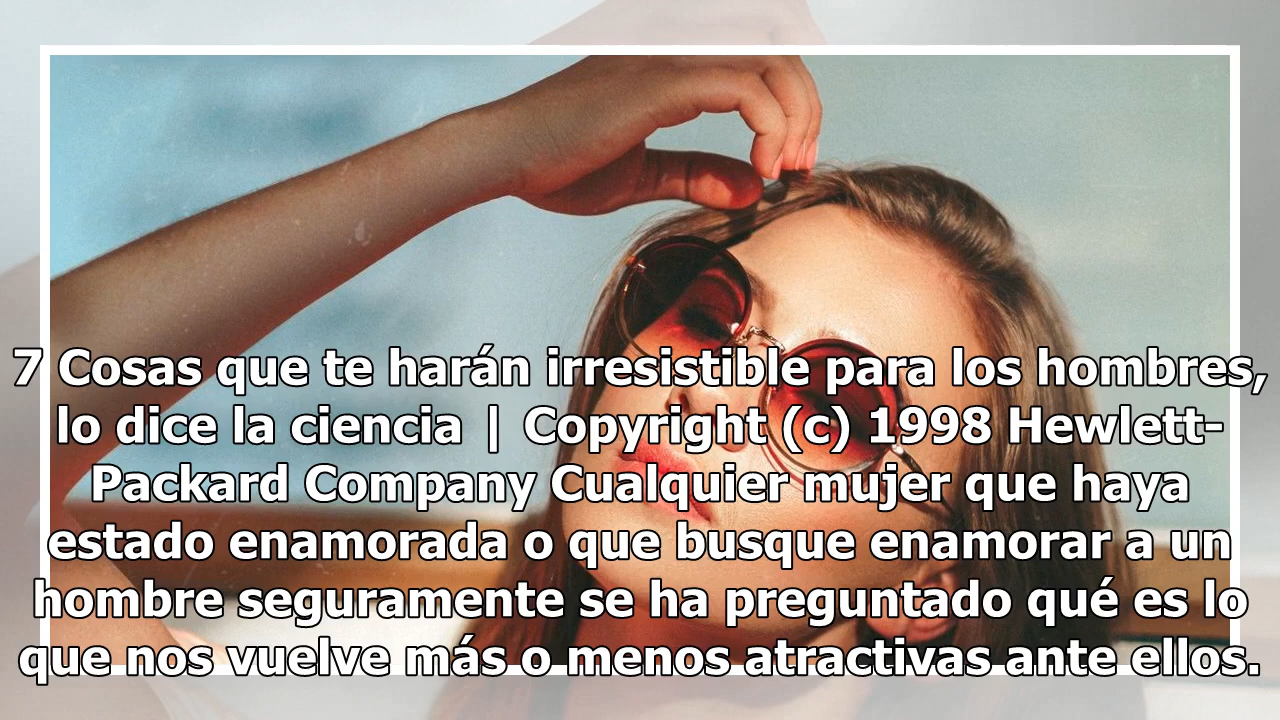 7 Cosas que te harán irresistible para los hombres,
lo dice la ciencia | Copyright (c) 1998 Hewlett-
Packard Company Cualquier mujer que haya
estado enamorada o que busque enamorar a un
hombre seguramente se ha preguntado qué es lo
que nos vuelve más o menos atractivas ante ellos.